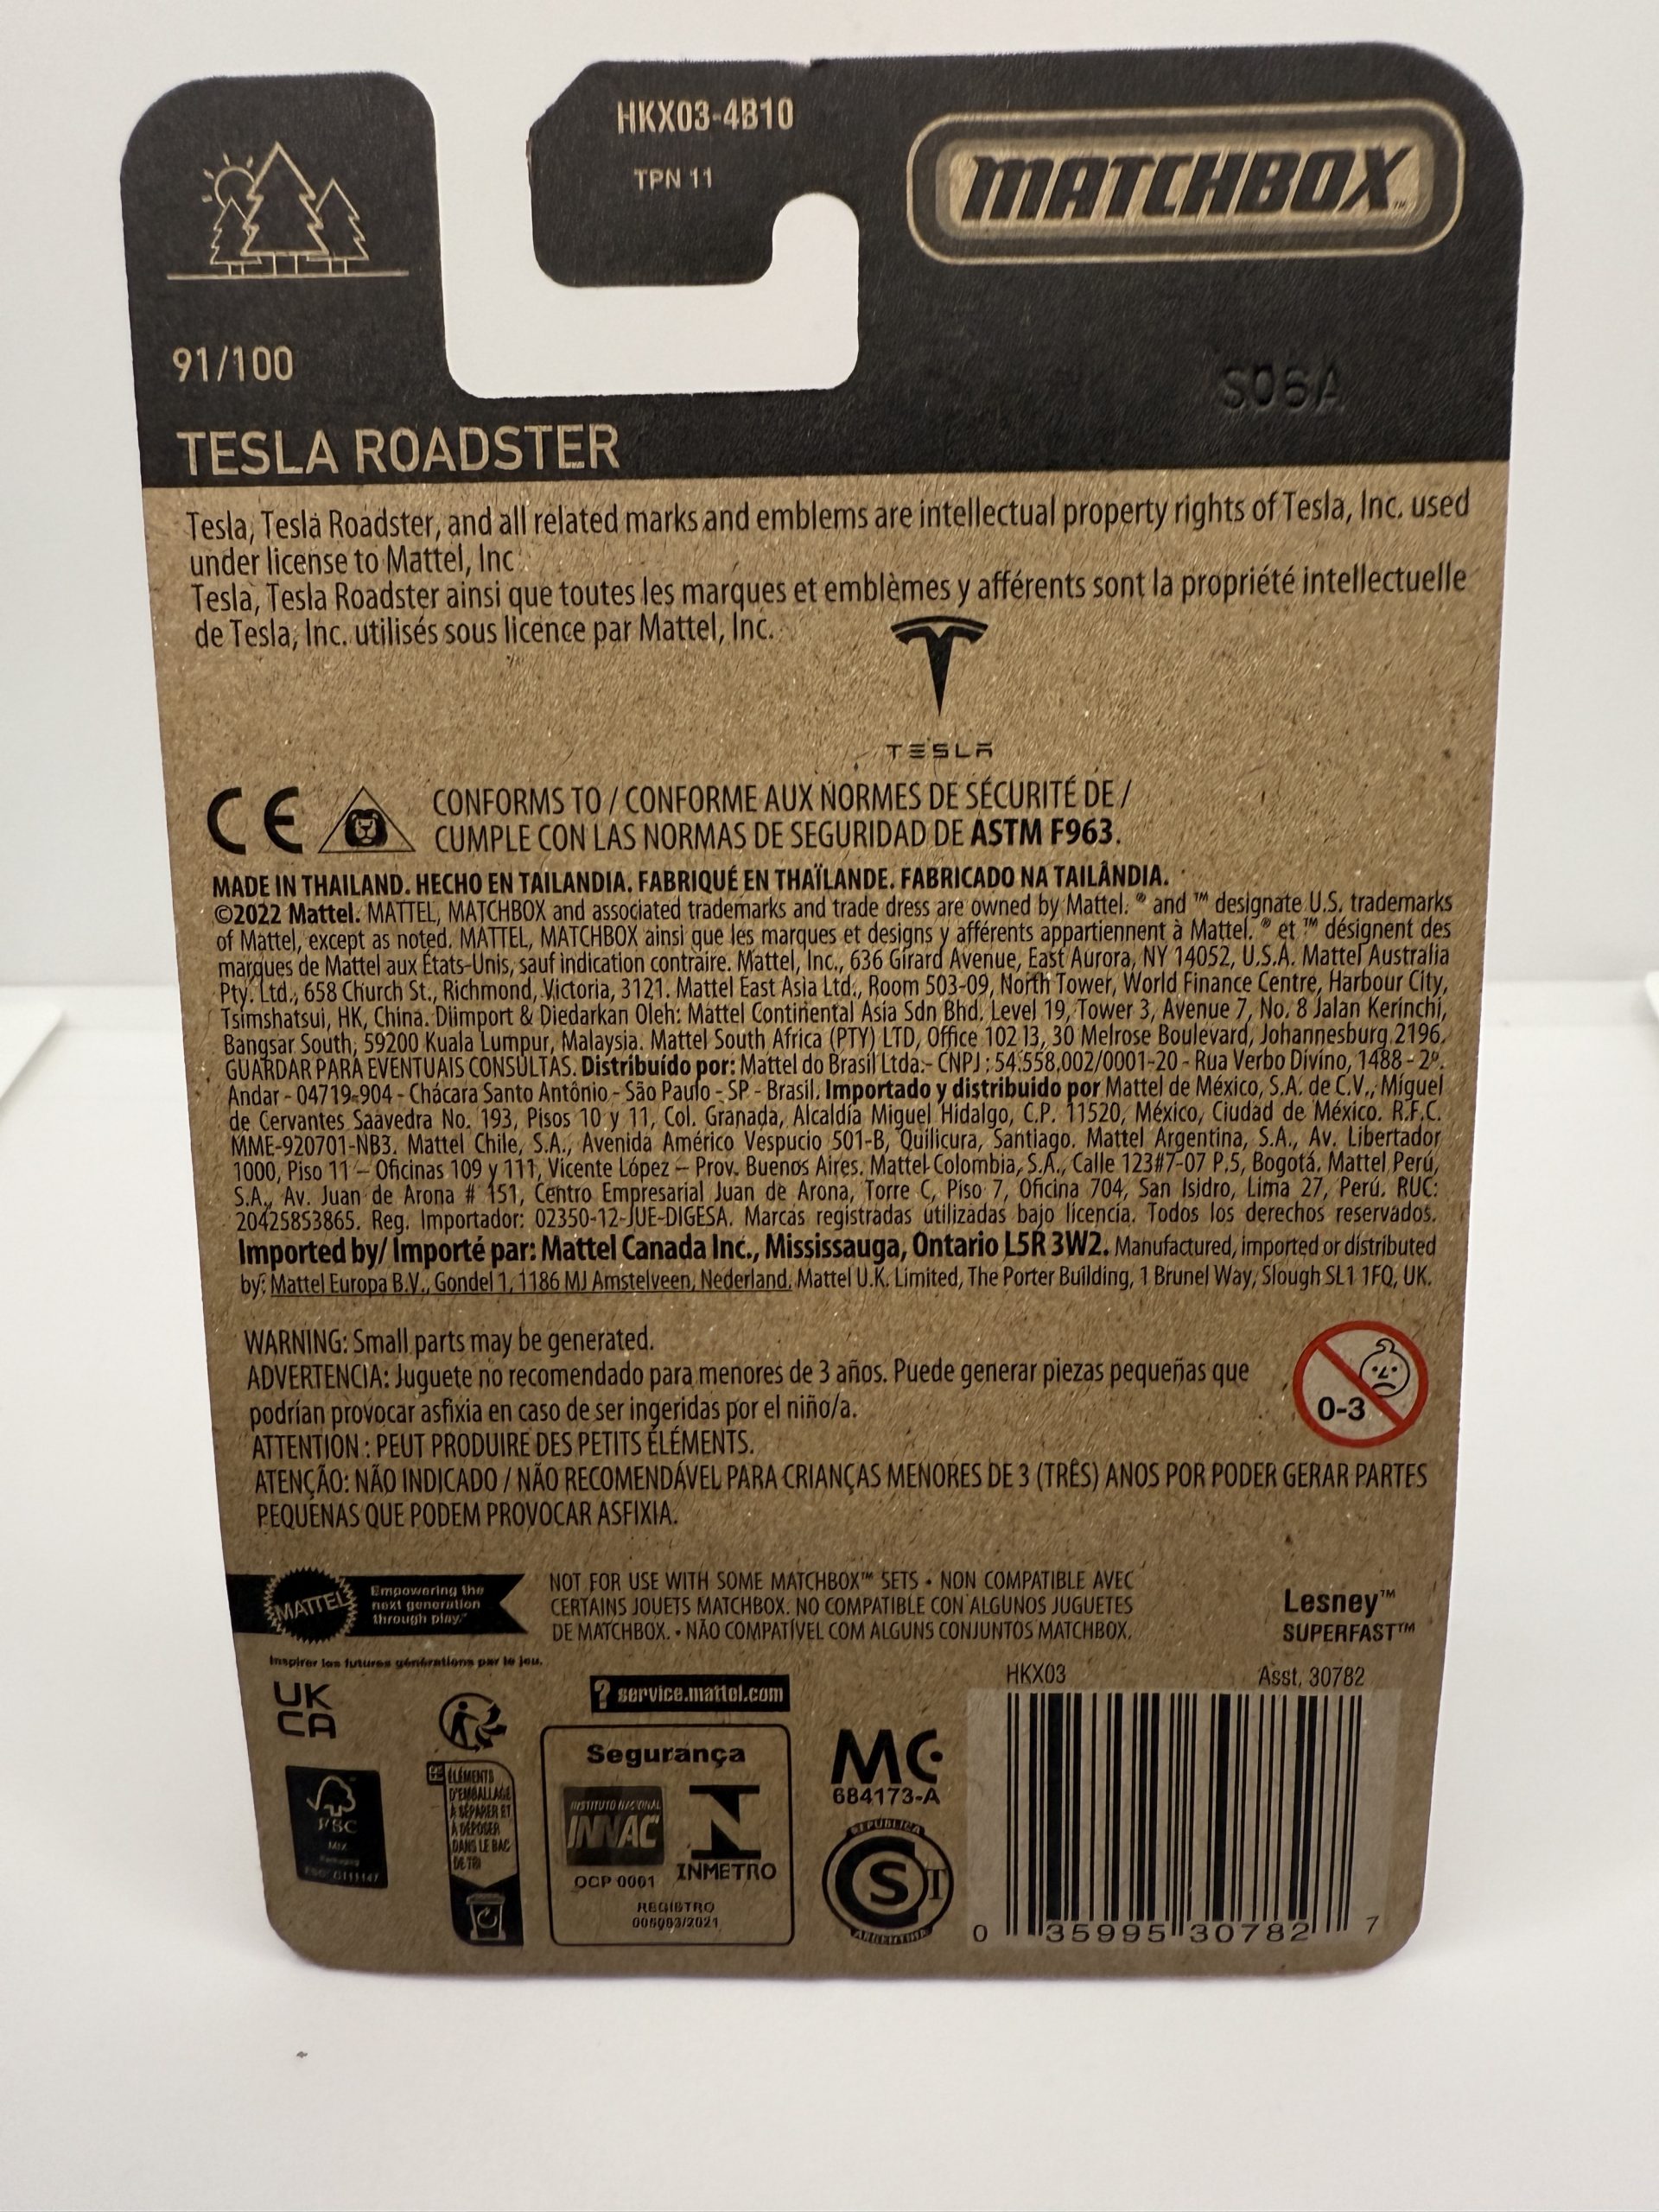 HKX03-4B10
TPN 11
MATCHBOX™
91/100
S06A
TESLA ROADSTER
Tesla, Tesla Roadster, and all related marks and emblems are intellectual property rights of Tesla, Inc. used
under license to Mattel, Inc.
Tesla, Tesla Roadster ainsi que toutes les marques et emblèmes y afférents sont la propriété intellectuelle
de Tesla, Inc. utilisés sous licence par Mattel, Inc.
TESLA
CE
CONFORMS TO / CONFORME AUX NORMES DE SÉCURITÉ DE /
CUMPLE CON LAS NORMAS DE SEGURIDAD DE ASTM F963.
MADE IN THAILAND. HECHO EN TAILANDIA. FABRIQUÉ EN THAÏLANDE. FABRICADO NA TAILÂNDIA.
©2022 Mattel. MATTEL, MATCHBOX and associated trademarks and trade dress are owned by Mattel. ® and ™ designate U.S. trademarks
of Mattel, except as noted. MATTEL, MATCHBOX ainsi que les marques et designs y afférents appartiennent à Mattel. ® et ™ désignent des
marques de Mattel aux États-Unis, sauf indication contraire. Mattel, Inc., 636 Girard Avenue, East Aurora, NY 14052, U.S.A. Mattel Australia
Pty. Ltd., 658 Church St., Richmond, Victoria, 3121. Mattel East Asia Ltd., Room 503-09, North Tower, World Finance Centre, Harbour City,
Tsimshatsui, HK, China. Diimport & Diedarkan Oleh: Mattel Continental Asia Sdn Bhd. Level 19, Tower 3, Avenue 7, No. 8 Jalan Kerinchi,
Bangsar South, 59200 Kuala Lumpur, Malaysia. Mattel South Africa (PTY) LTD, Office 102 I3, 30 Melrose Boulevard, Johannesburg 2196.
GUARDAR PARA EVENTUAIS CONSULTAS. Distribuído por: Mattel do Brasil Ltda.- CNPJ : 54.558.002/0001-20 - Rua Verbo Divino, 1488 - 2º.
Andar - 04719-904 - Chácara Santo Antônio - São Paulo - SP - Brasil. Importado y distribuido por Mattel de México, S.A. de C.V., Miguel
de Cervantes Saavedra No. 193, Pisos 10 y 11, Col. Granada, Alcaldía Miguel Hidalgo, C.P. 11520, México, Ciudad de México. R.F.C.
MME-920701-NB3. Mattel Chile, S.A., Avenida Américo Vespucio 501-B, Quilicura, Santiago. Mattel Argentina, S.A., Av. Libertador
1000, Piso 11 – Oficinas 109 y 111, Vicente López – Prov. Buenos Aires. Mattel Colombia, S.A., Calle 123#7-07 P.5, Bogotá. Mattel Perú,
S.A., Av. Juan de Arona # 151, Centro Empresarial Juan de Arona, Torre C, Piso 7, Oficina 704, San Isidro, Lima 27, Perú. RUC:
20425853865. Reg. Importador: 02350-12-JUE-DIGESA. Marcas registradas utilizadas bajo licencia. Todos los derechos reservados.
Imported by/ Importé par: Mattel Canada Inc., Mississauga, Ontario L5R 3W2. Manufactured, imported or distributed
by: Mattel Europa B.V., Gondel 1, 1186 MJ Amstelveen, Nederland. Mattel U.K. Limited, The Porter Building, 1 Brunel Way, Slough SL1 1FQ, UK.
WARNING: Small parts may be generated.
ADVERTENCIA: Juguete no recomendado para menores de 3 años. Puede generar piezas pequeñas que
podrían provocar asfixia en caso de ser ingeridas por el niño/a.
ATTENTION : PEUT PRODUIRE DES PETITS ÉLÉMENTS.
ATENÇÃO: NÃO INDICADO / NÃO RECOMENDÁVEL PARA CRIANÇAS MENORES DE 3 (TRÊS) ANOS POR PODER GERAR PARTES
PEQUENAS QUE PODEM PROVOCAR ASFIXIA.
0-3
MATTEL
Empowering the
next generation
through play.™
Inspirer les futures générations par le jeu.
NOT FOR USE WITH SOME MATCHBOX™ SETS • NON COMPATIBLE AVEC
CERTAINS JOUETS MATCHBOX. NO COMPATIBLE CON ALGUNOS JUGUETES
DE MATCHBOX. • NÃO COMPATÍVEL COM ALGUNS CONJUNTOS MATCHBOX.
Lesney™
SUPERFAST™
HKX03 Asst. 30782
UK
CA
? service.mattel.com
FSC
MIX
Packaging
FR
ÉLÉMENTS
D'EMBALLAGE
À SÉPARER ET
À DÉPOSER
DANS LE BAC
DE TRI
Segurança
INSTITUTO NACIONAL
INNAC
OCP 0001
INMETRO
REGISTRO
005083/2021
MC
684173-A
REPUBLICA
S T
ARGENTINA
0 35995 30782 7